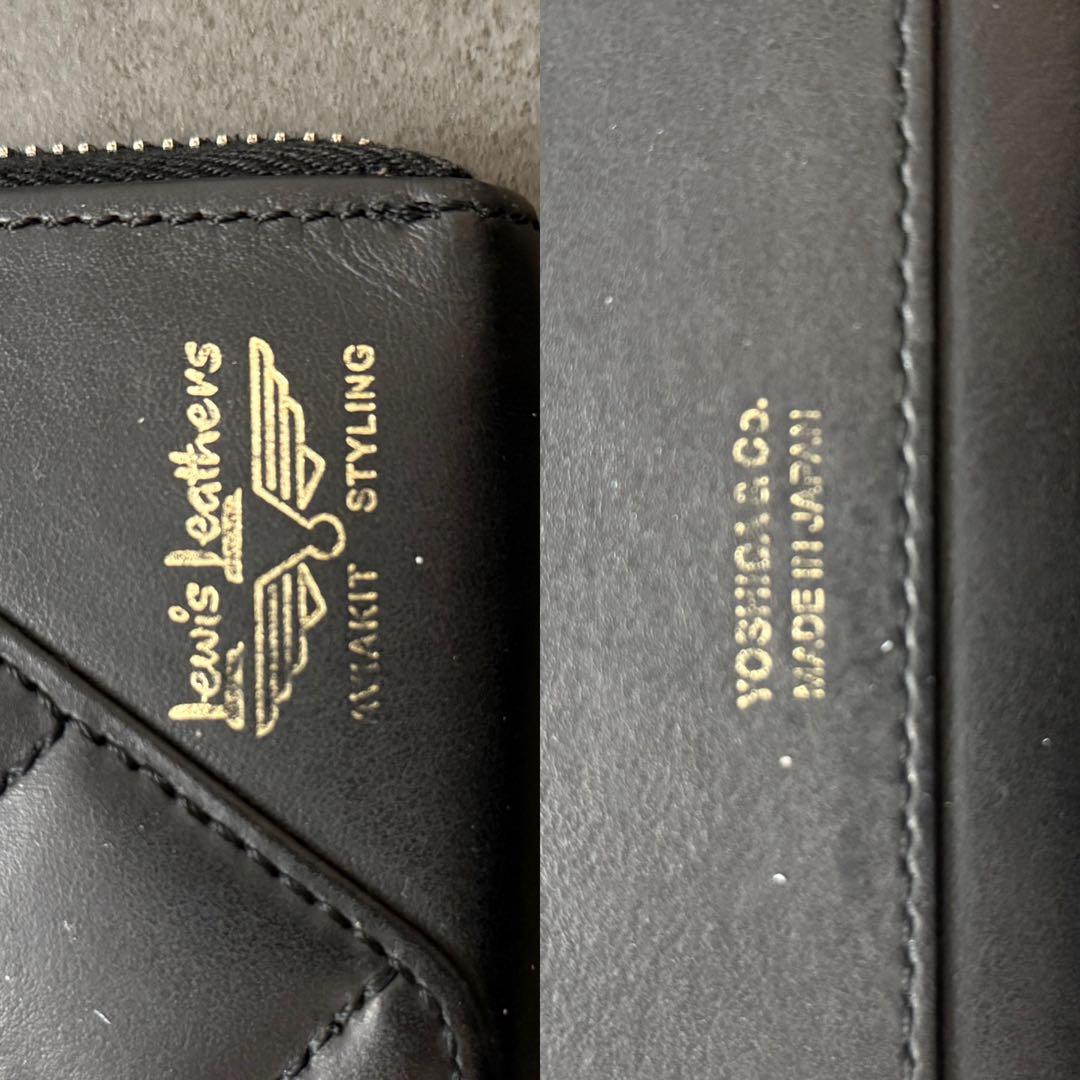 Lewis Leathers
AVIAKIT STYLING
YOSHIDA & Co.
MADE IN JAPAN